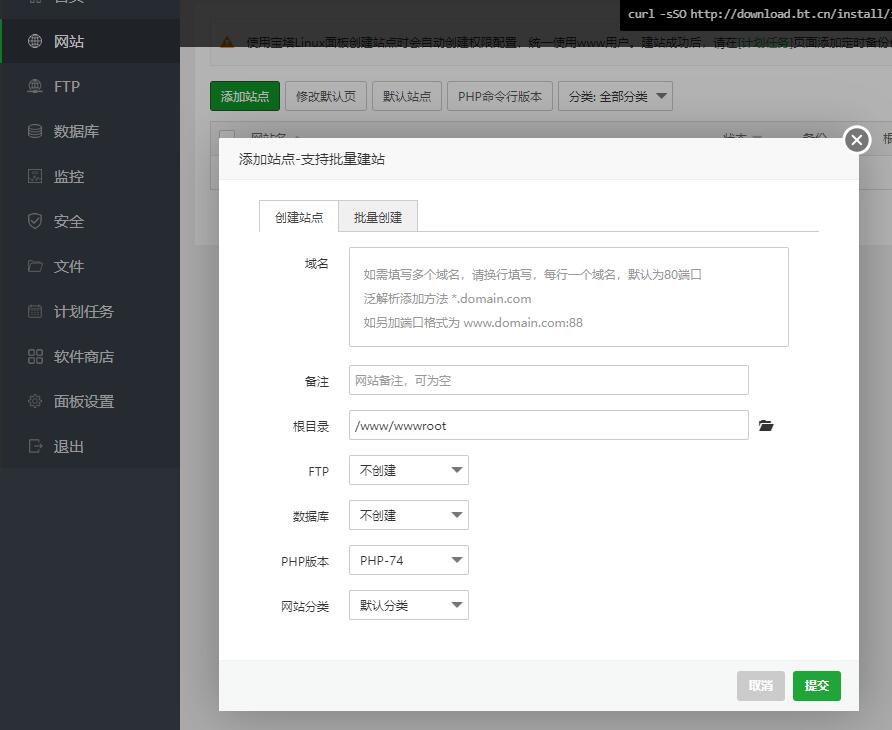 首页
网站
FTP
数据库
监控
安全
文件
计划任务
软件商店
面板设置
退出
curl -sSO http://download.bt.cn/install/
使用宝塔Linux面板创建站点时会自动创建权限配置，统一使用www用户。建站成功后，请在[计划任务]页面添加定时备份
添加站点 修改默认页 默认站点 PHP命令行版本 分类: 全部分类
网站名 状态 备份 根
添加站点-支持批量建站
创建站点 批量创建
域名
如需填写多个域名，请换行填写，每行一个域名，默认为80端口
泛解析添加方法 *.domain.com
如另加端口格式为 www.domain.com:88
备注 网站备注，可为空
根目录 /www/wwwroot
FTP 不创建
数据库 不创建
PHP版本 PHP-74
网站分类 默认分类
取消 提交